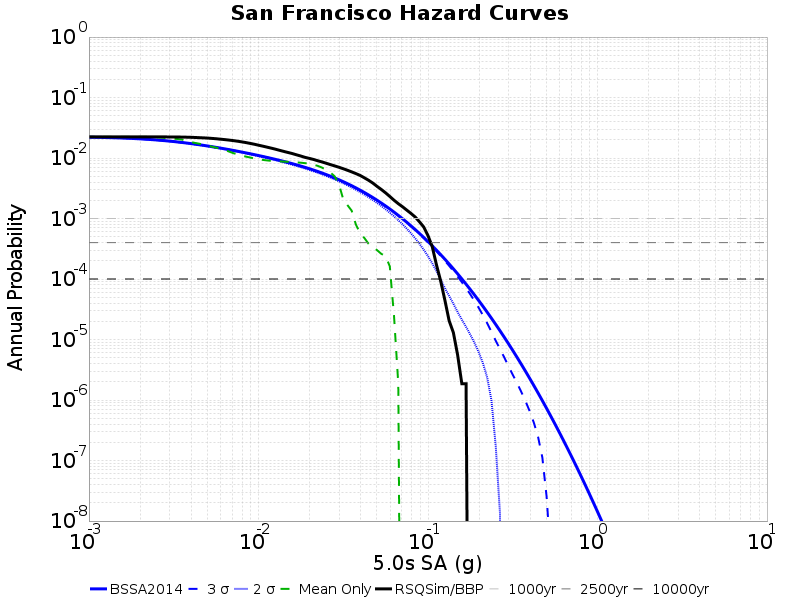 San Francisco Hazard Curves
10^0
10^-1
10^-2
10^-3
10^-4
10^-5
10^-6
10^-7
10^-8
Annual Probability
10^-3 10^-2 10^-1 10^0 10^1
5.0s SA (g)
BSSA2014 3 σ 2 σ Mean Only RSQSim/BBP 1000yr 2500yr 10000yr